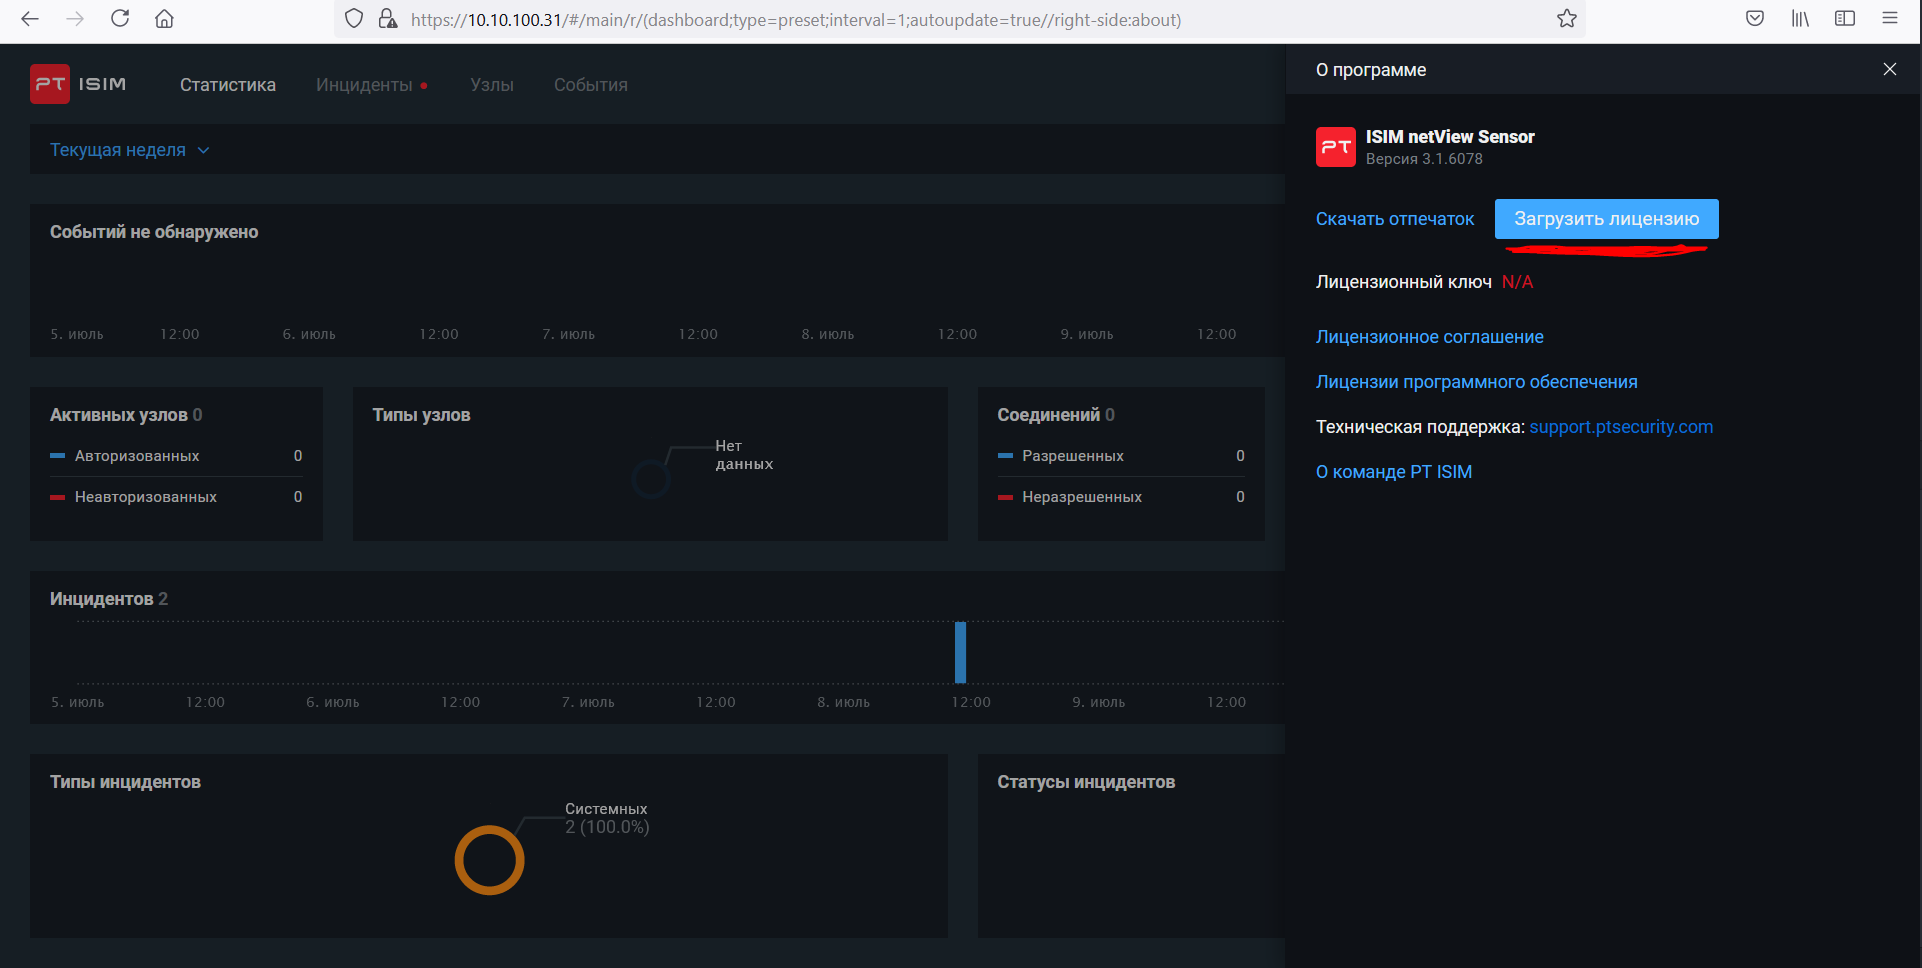 https://10.10.100.31/#/main/r/(dashboard;type=preset;interval=1;autoupdate=true//right-side:about)
PT ISIM
Статистика
Инциденты
Узлы
События
Текущая неделя
Событий не обнаружено
5. июль 12:00 6. июль 12:00 7. июль 12:00 8. июль 12:00 9. июль 12:00
Активных узлов 0
Авторизованных 0
Неавторизованных 0
Типы узлов
Нет
данных
Соединений 0
Разрешенных 0
Неразрешенных 0
Инцидентов 2
5. июль 12:00 6. июль 12:00 7. июль 12:00 8. июль 12:00 9. июль 12:00
Типы инцидентов
Системных
2 (100.0%)
Статусы инцидентов
О программе
PT
ISIM netView Sensor
Версия 3.1.6078
Скачать отпечаток
Загрузить лицензию
Лицензионный ключ N/A
Лицензионное соглашение
Лицензии программного обеспечения
Техническая поддержка: support.ptsecurity.com
О команде PT ISIM